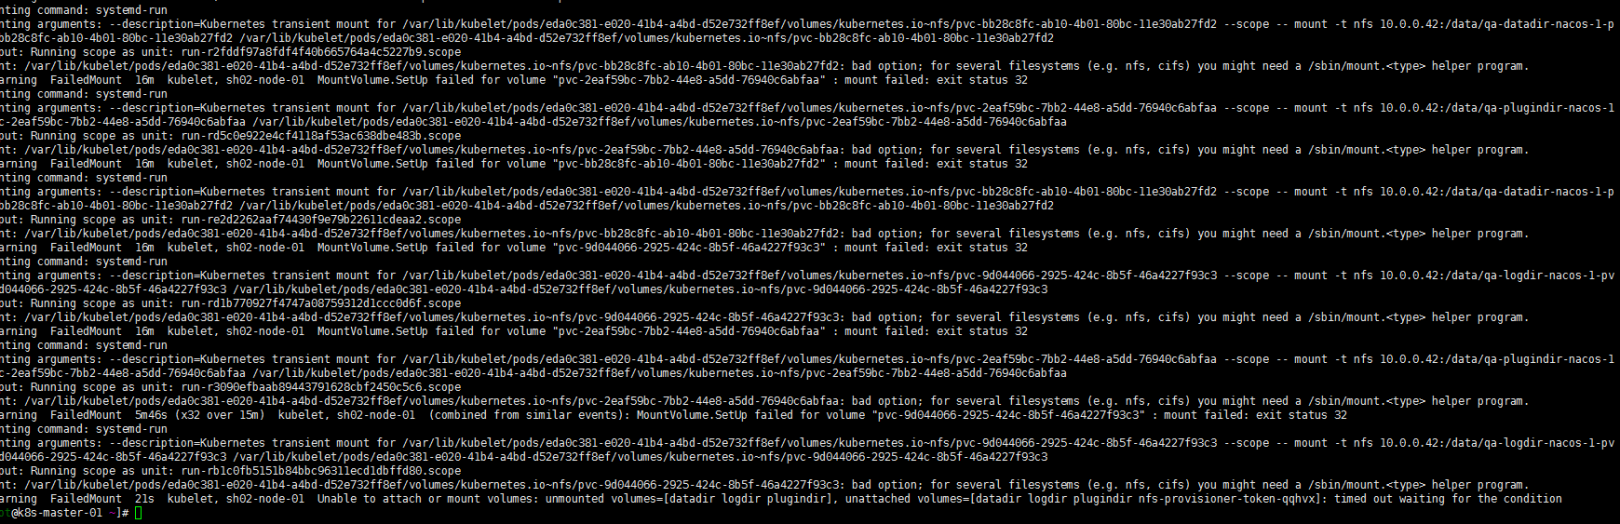 nting command: systemd-run
nting arguments: --description=Kubernetes transient mount for /var/lib/kubelet/pods/eda0c381-e020-41b4-a4bd-d52e732ff8ef/volumes/kubernetes.io~nfs/pvc-bb28c8fc-ab10-4b01-80bc-11e30ab27fd2 --scope -- mount -t nfs 10.0.0.42:/data/qa-datadir-nacos-1-p
bb28c8fc-ab10-4b01-80bc-11e30ab27fd2 /var/lib/kubelet/pods/eda0c381-e020-41b4-a4bd-d52e732ff8ef/volumes/kubernetes.io~nfs/pvc-bb28c8fc-ab10-4b01-80bc-11e30ab27fd2
put: Running scope as unit: run-r2fddf97a8fdf4f40b665764a4c5227b9.scope
nt: /var/lib/kubelet/pods/eda0c381-e020-41b4-a4bd-d52e732ff8ef/volumes/kubernetes.io~nfs/pvc-bb28c8fc-ab10-4b01-80bc-11e30ab27fd2: bad option; for several filesystems (e.g. nfs, cifs) you might need a /sbin/mount.<type> helper program.
arning  FailedMount  16m  kubelet, sh02-node-01  MountVolume.SetUp failed for volume "pvc-2eaf59bc-7bb2-44e8-a5dd-76940c6abfaa" : mount failed: exit status 32
nting command: systemd-run
nting arguments: --description=Kubernetes transient mount for /var/lib/kubelet/pods/eda0c381-e020-41b4-a4bd-d52e732ff8ef/volumes/kubernetes.io~nfs/pvc-2eaf59bc-7bb2-44e8-a5dd-76940c6abfaa --scope -- mount -t nfs 10.0.0.42:/data/qa-plugindir-nacos-1
c-2eaf59bc-7bb2-44e8-a5dd-76940c6abfaa /var/lib/kubelet/pods/eda0c381-e020-41b4-a4bd-d52e732ff8ef/volumes/kubernetes.io~nfs/pvc-2eaf59bc-7bb2-44e8-a5dd-76940c6abfaa
put: Running scope as unit: run-rd5c0e922e4cf4118af53ac638dbe483b.scope
nt: /var/lib/kubelet/pods/eda0c381-e020-41b4-a4bd-d52e732ff8ef/volumes/kubernetes.io~nfs/pvc-2eaf59bc-7bb2-44e8-a5dd-76940c6abfaa: bad option; for several filesystems (e.g. nfs, cifs) you might need a /sbin/mount.<type> helper program.
arning  FailedMount  16m  kubelet, sh02-node-01  MountVolume.SetUp failed for volume "pvc-bb28c8fc-ab10-4b01-80bc-11e30ab27fd2" : mount failed: exit status 32
nting command: systemd-run
nting arguments: --description=Kubernetes transient mount for /var/lib/kubelet/pods/eda0c381-e020-41b4-a4bd-d52e732ff8ef/volumes/kubernetes.io~nfs/pvc-bb28c8fc-ab10-4b01-80bc-11e30ab27fd2 --scope -- mount -t nfs 10.0.0.42:/data/qa-datadir-nacos-1-p
bb28c8fc-ab10-4b01-80bc-11e30ab27fd2 /var/lib/kubelet/pods/eda0c381-e020-41b4-a4bd-d52e732ff8ef/volumes/kubernetes.io~nfs/pvc-bb28c8fc-ab10-4b01-80bc-11e30ab27fd2
put: Running scope as unit: run-re2d2262aaf74430f9e79b22611cdeaa2.scope
nt: /var/lib/kubelet/pods/eda0c381-e020-41b4-a4bd-d52e732ff8ef/volumes/kubernetes.io~nfs/pvc-bb28c8fc-ab10-4b01-80bc-11e30ab27fd2: bad option; for several filesystems (e.g. nfs, cifs) you might need a /sbin/mount.<type> helper program.
arning  FailedMount  16m  kubelet, sh02-node-01  MountVolume.SetUp failed for volume "pvc-9d044066-2925-424c-8b5f-46a4227f93c3" : mount failed: exit status 32
nting command: systemd-run
nting arguments: --description=Kubernetes transient mount for /var/lib/kubelet/pods/eda0c381-e020-41b4-a4bd-d52e732ff8ef/volumes/kubernetes.io~nfs/pvc-9d044066-2925-424c-8b5f-46a4227f93c3 --scope -- mount -t nfs 10.0.0.42:/data/qa-logdir-nacos-1-pv
d044066-2925-424c-8b5f-46a4227f93c3 /var/lib/kubelet/pods/eda0c381-e020-41b4-a4bd-d52e732ff8ef/volumes/kubernetes.io~nfs/pvc-9d044066-2925-424c-8b5f-46a4227f93c3
put: Running scope as unit: run-rd1b770927f4747a08759312d1ccc0d6f.scope
nt: /var/lib/kubelet/pods/eda0c381-e020-41b4-a4bd-d52e732ff8ef/volumes/kubernetes.io~nfs/pvc-9d044066-2925-424c-8b5f-46a4227f93c3: bad option; for several filesystems (e.g. nfs, cifs) you might need a /sbin/mount.<type> helper program.
arning  FailedMount  16m  kubelet, sh02-node-01  MountVolume.SetUp failed for volume "pvc-2eaf59bc-7bb2-44e8-a5dd-76940c6abfaa" : mount failed: exit status 32
nting command: systemd-run
nting arguments: --description=Kubernetes transient mount for /var/lib/kubelet/pods/eda0c381-e020-41b4-a4bd-d52e732ff8ef/volumes/kubernetes.io~nfs/pvc-2eaf59bc-7bb2-44e8-a5dd-76940c6abfaa --scope -- mount -t nfs 10.0.0.42:/data/qa-plugindir-nacos-1
c-2eaf59bc-7bb2-44e8-a5dd-76940c6abfaa /var/lib/kubelet/pods/eda0c381-e020-41b4-a4bd-d52e732ff8ef/volumes/kubernetes.io~nfs/pvc-2eaf59bc-7bb2-44e8-a5dd-76940c6abfaa
put: Running scope as unit: run-r3090efbaab89443791628cbf2450c5c6.scope
nt: /var/lib/kubelet/pods/eda0c381-e020-41b4-a4bd-d52e732ff8ef/volumes/kubernetes.io~nfs/pvc-2eaf59bc-7bb2-44e8-a5dd-76940c6abfaa: bad option; for several filesystems (e.g. nfs, cifs) you might need a /sbin/mount.<type> helper program.
arning  FailedMount  5m46s (x32 over 15m)  kubelet, sh02-node-01  (combined from similar events): MountVolume.SetUp failed for volume "pvc-9d044066-2925-424c-8b5f-46a4227f93c3" : mount failed: exit status 32
nting command: systemd-run
nting arguments: --description=Kubernetes transient mount for /var/lib/kubelet/pods/eda0c381-e020-41b4-a4bd-d52e732ff8ef/volumes/kubernetes.io~nfs/pvc-9d044066-2925-424c-8b5f-46a4227f93c3 --scope -- mount -t nfs 10.0.0.42:/data/qa-logdir-nacos-1-pv
d044066-2925-424c-8b5f-46a4227f93c3 /var/lib/kubelet/pods/eda0c381-e020-41b4-a4bd-d52e732ff8ef/volumes/kubernetes.io~nfs/pvc-9d044066-2925-424c-8b5f-46a4227f93c3
put: Running scope as unit: run-rb1c0fb5151b84bbc96311ecd1dbffd80.scope
nt: /var/lib/kubelet/pods/eda0c381-e020-41b4-a4bd-d52e732ff8ef/volumes/kubernetes.io~nfs/pvc-9d044066-2925-424c-8b5f-46a4227f93c3: bad option; for several filesystems (e.g. nfs, cifs) you might need a /sbin/mount.<type> helper program.
arning  FailedMount  21s  kubelet, sh02-node-01  Unable to attach or mount volumes: unmounted volumes=[datadir logdir plugindir], unattached volumes=[datadir logdir plugindir nfs-provisioner-token-qqhvx]: timed out waiting for the condition
ot@k8s-master-01 ~]#